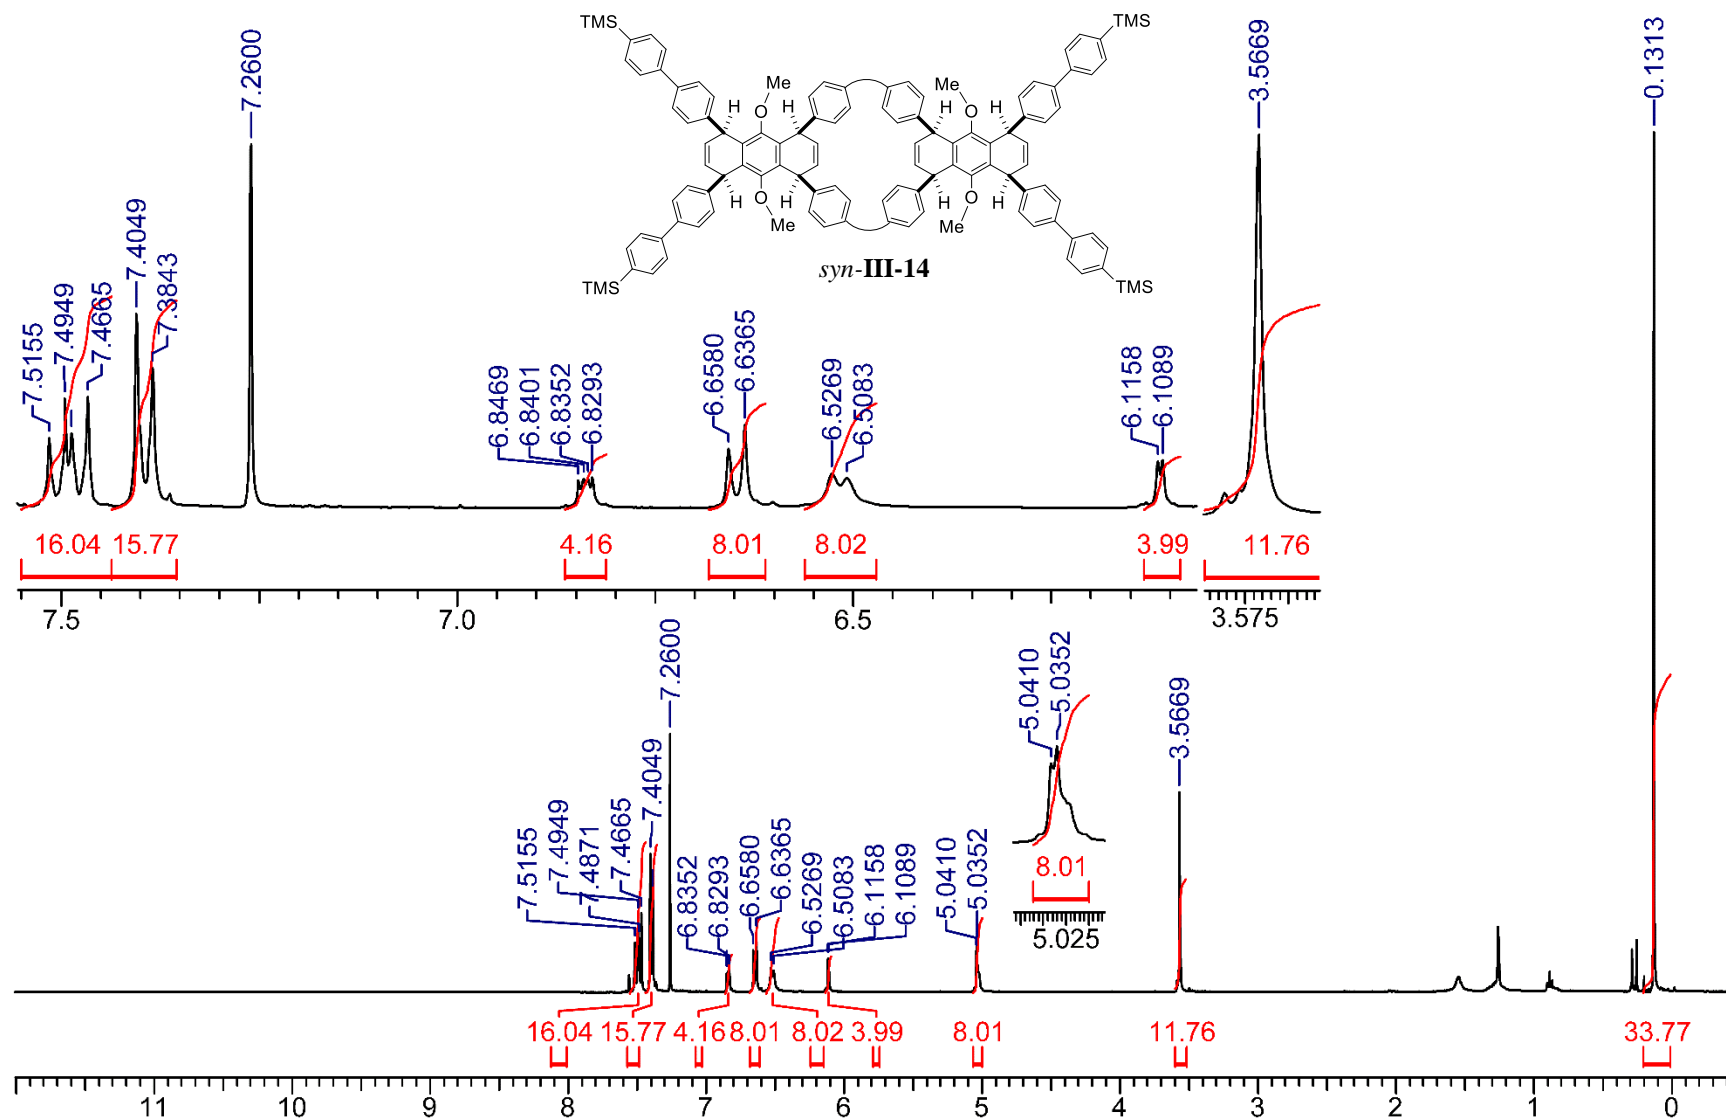 TMS
TMS
Me
Me
O
O
H
H
H
H
H
H
H
H
O
O
Me
Me
TMS
TMS
syn-III-14
7.5155
7.4949
7.4665
7.4049
7.3843
7.2600
6.8469
6.8401
6.8352
6.8293
6.6580
6.6365
6.5269
6.5083
6.1158
6.1089
3.5669
0.1313
16.04 15.77 4.16 8.01 8.02 3.99 11.76
7.5 7.0 6.5 3.575
7.5155
7.4949
7.4871
7.4665
7.4049
7.2600
6.8352
6.8293
6.6580
6.6365
6.5269
6.5083
6.1158
6.1089
5.0410
5.0352
5.0410
5.0352
8.01
5.025
3.5669
16.04 15.77 4.16 8.01 8.02 3.99 8.01 11.76 33.77
11 10 9 8 7 6 5 4 3 2 1 0